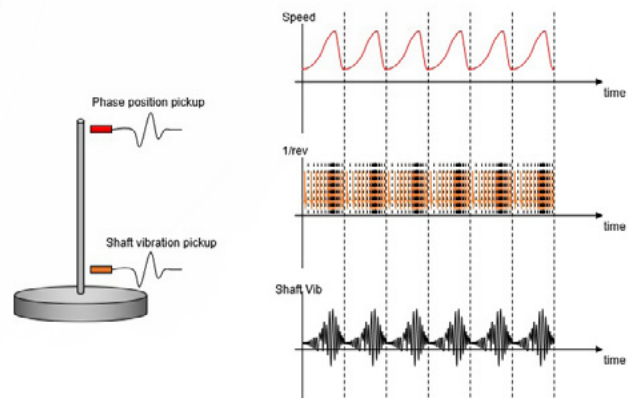 Speed
time
Phase position pickup
1/rev
time
Shaft vibration pickup
Shaft Vib
time